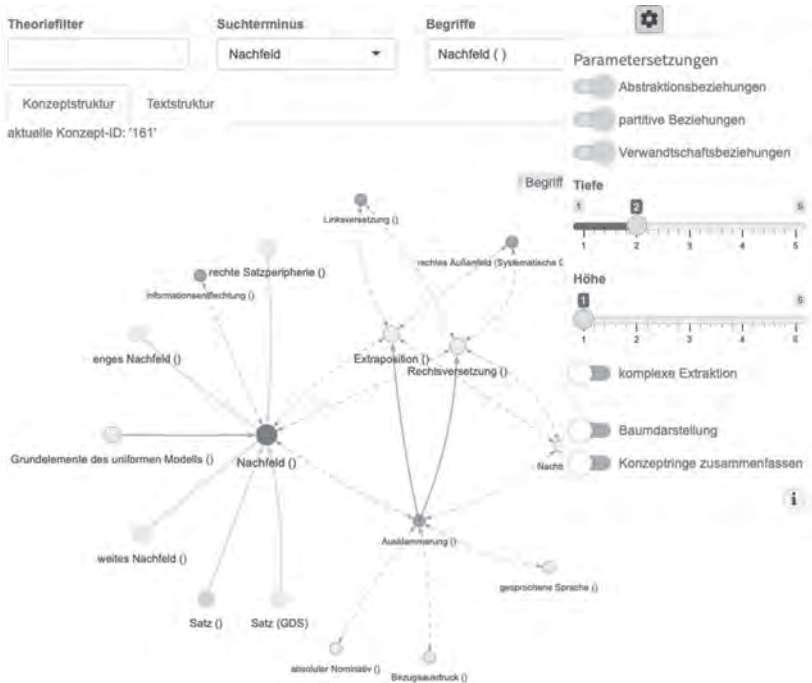 Theoriefilter
Suchterminus
Begriffe
Nachfeld
Nachfeld ( )
Parametersetzungen
Konzeptstruktur
Textstruktur
Abstraktionsbeziehungen
aktuelle Konzept-ID: '161'
partitive Beziehungen
Verwandtschaftsbeziehungen
Begriff
Tiefe
1
2
5
1 2 3 4 5
Linksversetzung ()
rechtes Außenfeld (Systematische G
rechte Satzperipherie ()
Informationsentflechtung ()
Höhe
1
5
1 2 3 4 5
enges Nachfeld ()
Extraposition ()
Rechtsversetzung ()
komplexe Extraktion
Baumdarstellung
Grundelemente des uniformen Modells ()
Nachfeld ()
Konzeptringe zusammenfassen
i
Ausklammerung ()
weites Nachfeld ()
gesprochene Sprache ()
Satz ()
Satz (GDS)
absoluter Nominativ ()
Bezugsausdruck ()